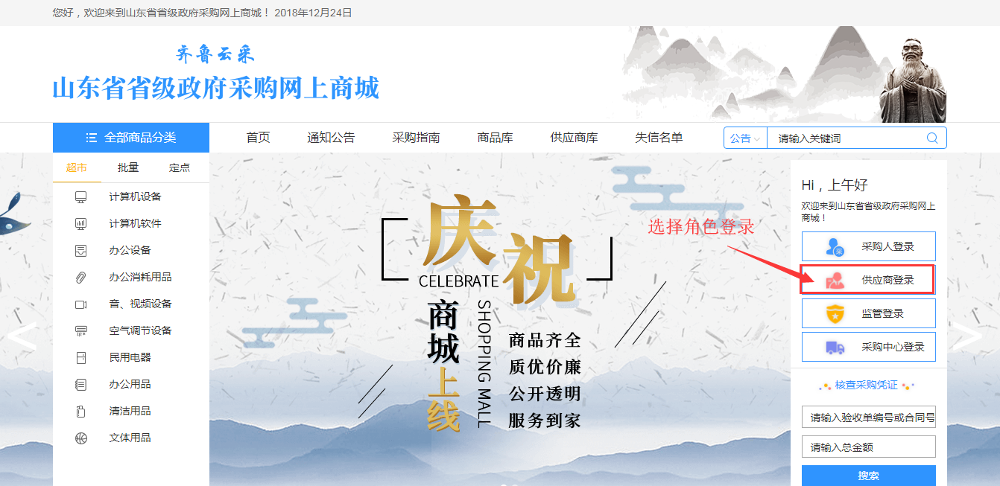 您好，欢迎来到山东省省级政府采购网上商城！ 2018年12月24日
齐鲁云采
山东省省级政府采购网上商城
全部商品分类
首页
通知公告
采购指南
商品库
供应商库
失信名单
公告
请输入关键词
超市
批量
定点
计算机设备
计算机软件
办公设备
办公消耗用品
音、视频设备
空气调节设备
民用电器
办公用品
清洁用品
文体用品
庆祝
CELEBRATE
商城上线
SHOPPING MALL
商品齐全
质优价廉
公开透明
服务到家
选择角色登录
Hi，上午好
欢迎来到山东省省级政府采购网上
商城！
采
采购人登录
供应商登录
监管登录
采购中心登录
核查采购凭证
请输入验收单编号或合同号
请输入总金额
搜索